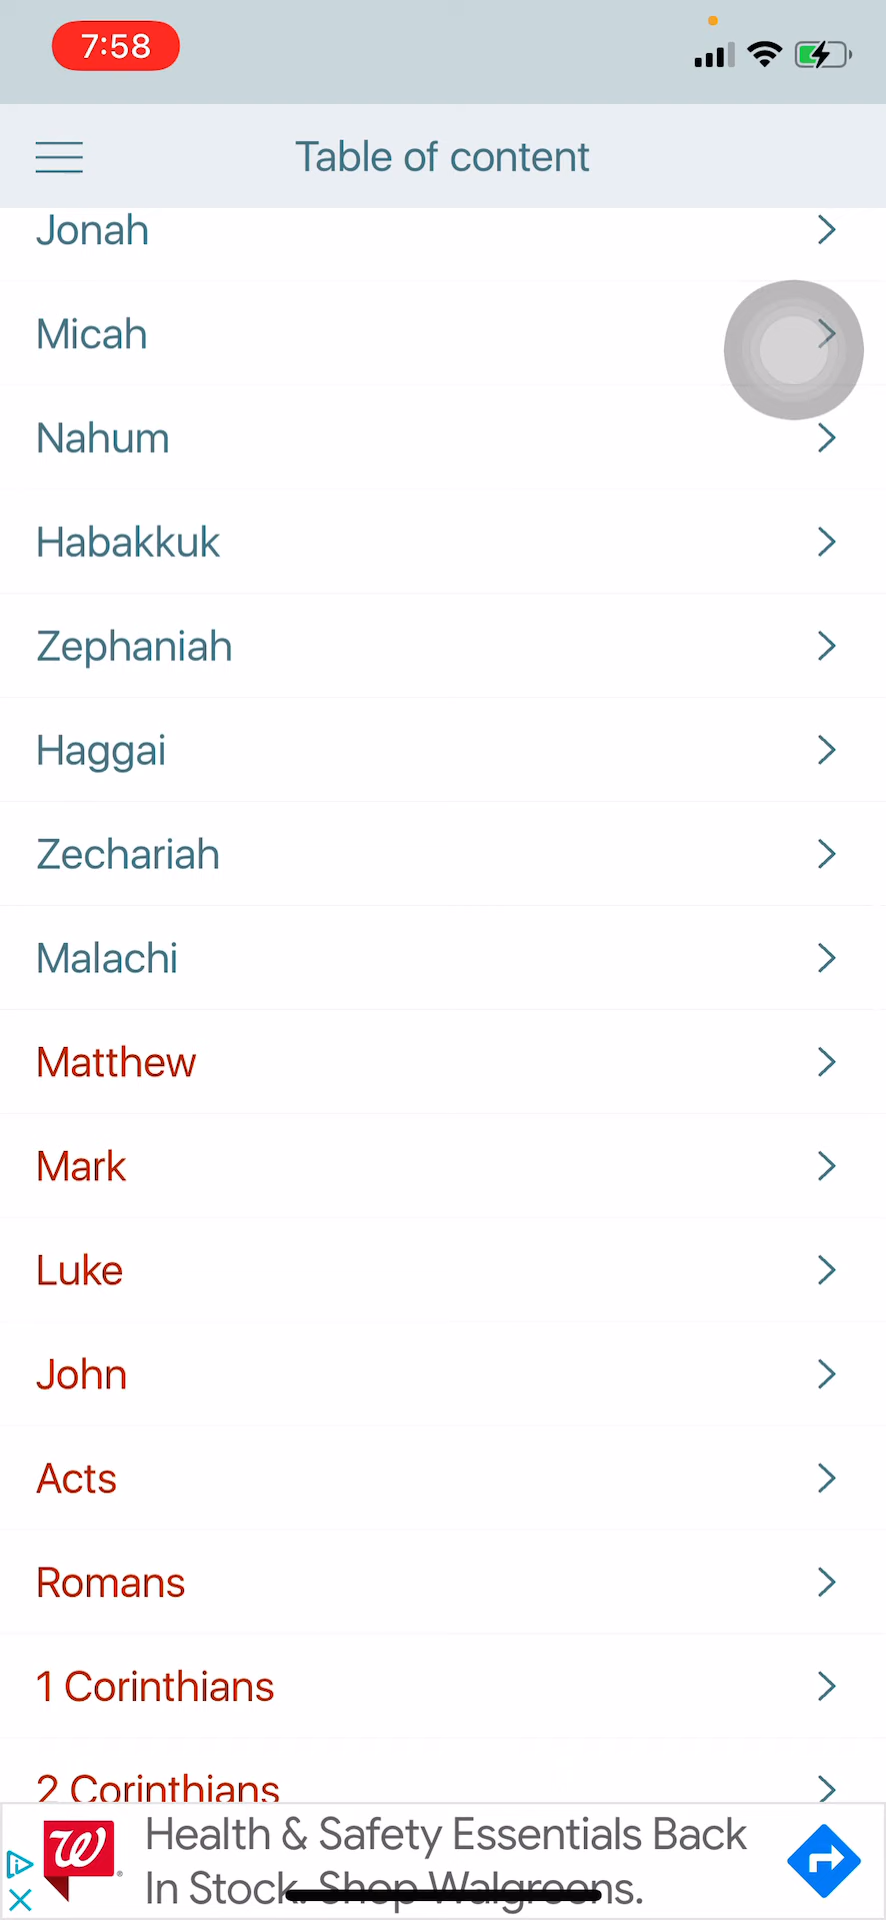 7:58
Table of content
Jonah
Micah
Nahum
Habakkuk
Zephaniah
Haggai
Zechariah
Malachi
Matthew
Mark
Luke
John
Acts
Romans
1 Corinthians
2 Corinthians
Health & Safety Essentials Back
In Stock. Shop Walgreens.